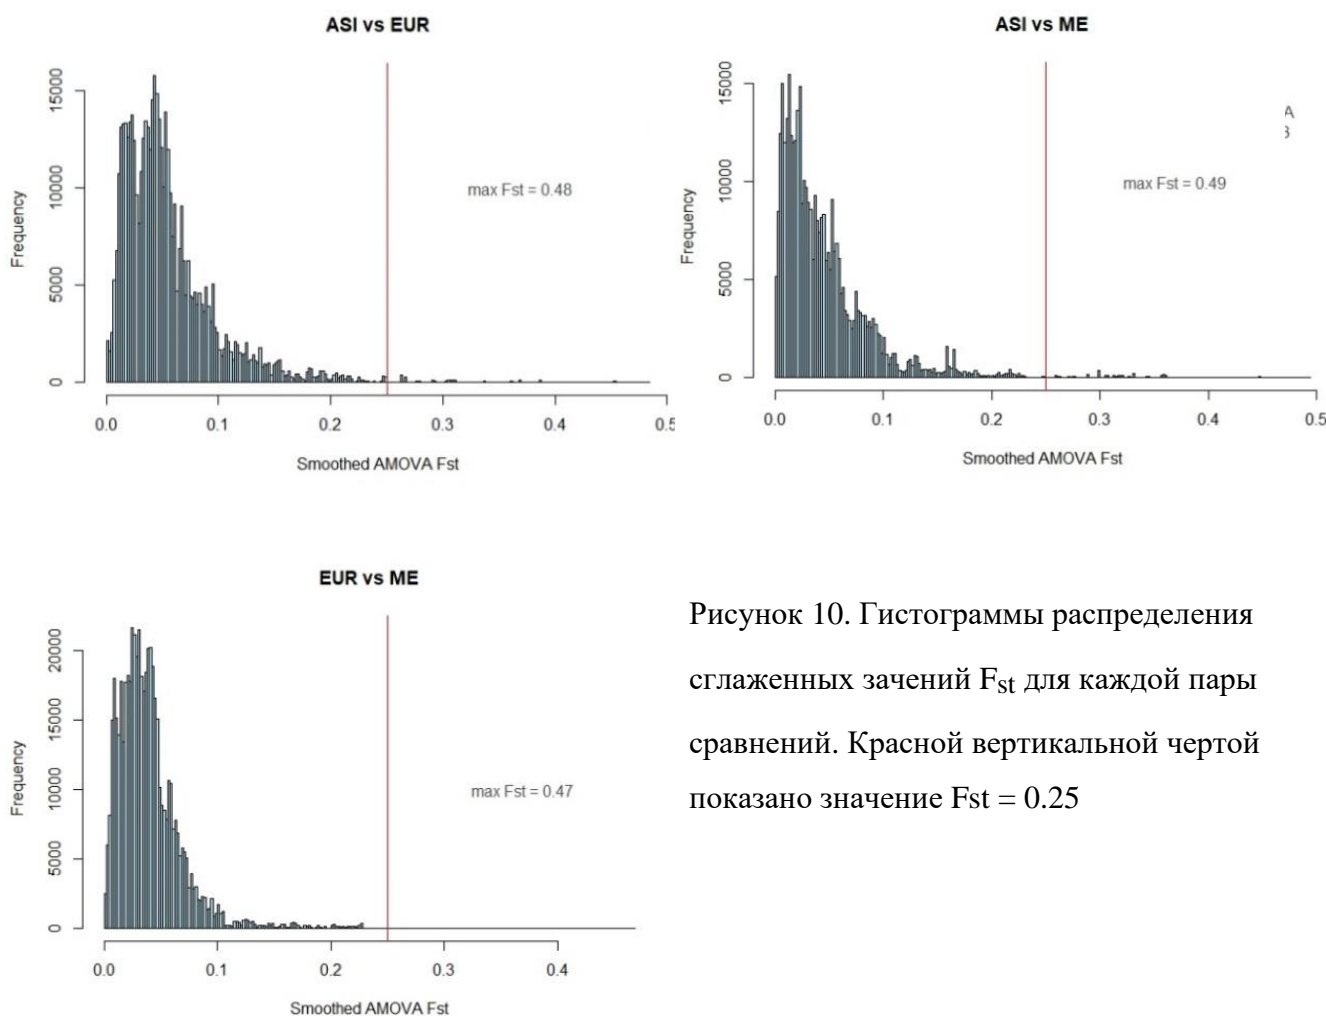 ASI vs EUR
Frequency
15000
10000
5000
0
max Fst = 0.48
0.0 0.1 0.2 0.3 0.4 0.5
Smoothed AMOVA Fst
ASI vs ME
Frequency
15000
10000
5000
0
max Fst = 0.49
0.0 0.1 0.2 0.3 0.4 0.5
Smoothed AMOVA Fst
A
EUR vs ME
Frequency
20000
15000
10000
5000
0
max Fst = 0.47
0.0 0.1 0.2 0.3 0.4
Smoothed AMOVA Fst
Рисунок 10. Гистограммы распределения
сглаженных зачений Fst для каждой пары
сравнений. Красной вертикальной чертой
показано значение Fst = 0.25